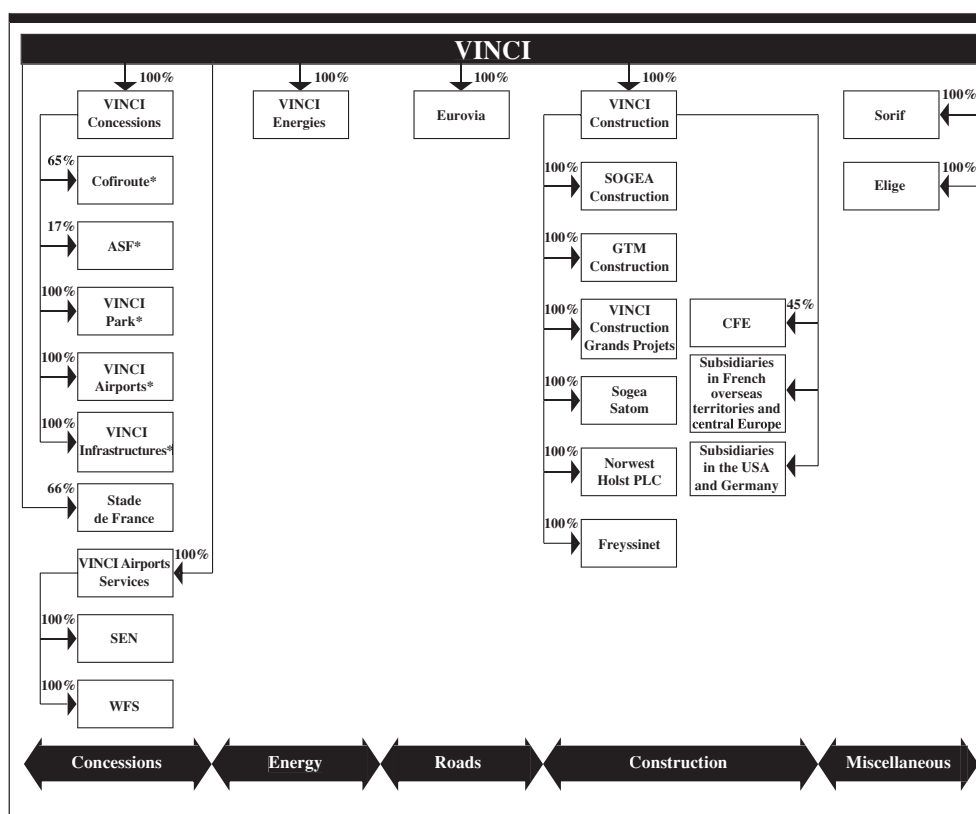 VINCI
100%
100%
100%
100%
VINCI
Concessions
VINCI
Energies
Eurovia
VINCI
Construction
Sorif
100%
65%
Cofiroute*
100%
SOGEA
Construction
Elige
100%
17%
ASF*
100%
GTM
Construction
100%
VINCI
Park*
100%
VINCI
Construction
Grands Projets
CFE
45%
100%
VINCI
Airports*
100%
Sogea
Satom
Subsidiaries
in French
overseas
territories and
central Europe
100%
VINCI
Infrastructures*
100%
Norwest
Holst PLC
Subsidiaries
in the USA
and Germany
66%
Stade
de France
100%
Freyssinet
VINCI Airports
Services
100%
100%
SEN
100%
WFS
Concessions
Energy
Roads
Construction
Miscellaneous